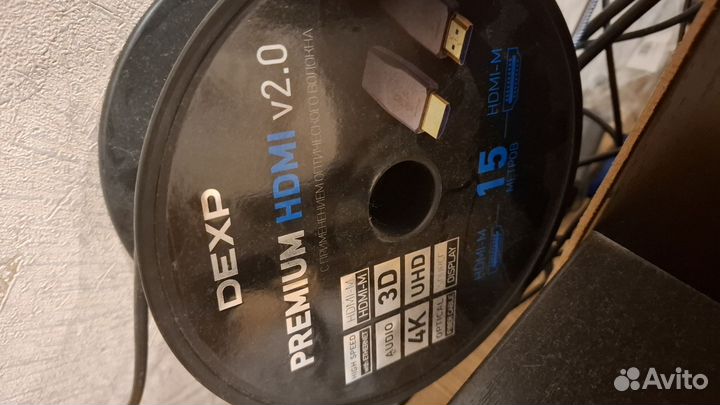 DEXP
PREMIUM HDMI v2.0
С ПРИМЕНЕНИЕМ ОПТИЧЕСКОГО ВОЛОКНА
HDMI-M
HDMI-M
3D
UHD
DISPLAY
HIGH SPEED
AUDIO
4K
OPTICAL
HDMI-M
15
МЕТРОВ
HDMI-M
Avito